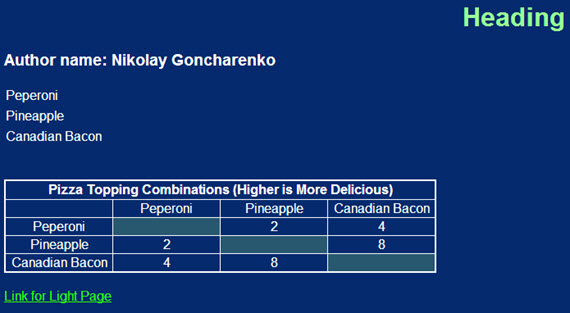 Heading
Author name: Nikolay Goncharenko
Peperoni
Pineapple
Canadian Bacon
Pizza Topping Combinations (Higher is More Delicious)
Peperoni Pineapple Canadian Bacon
Peperoni 2 4
Pineapple 2 8
Canadian Bacon 4 8
Link for Light Page